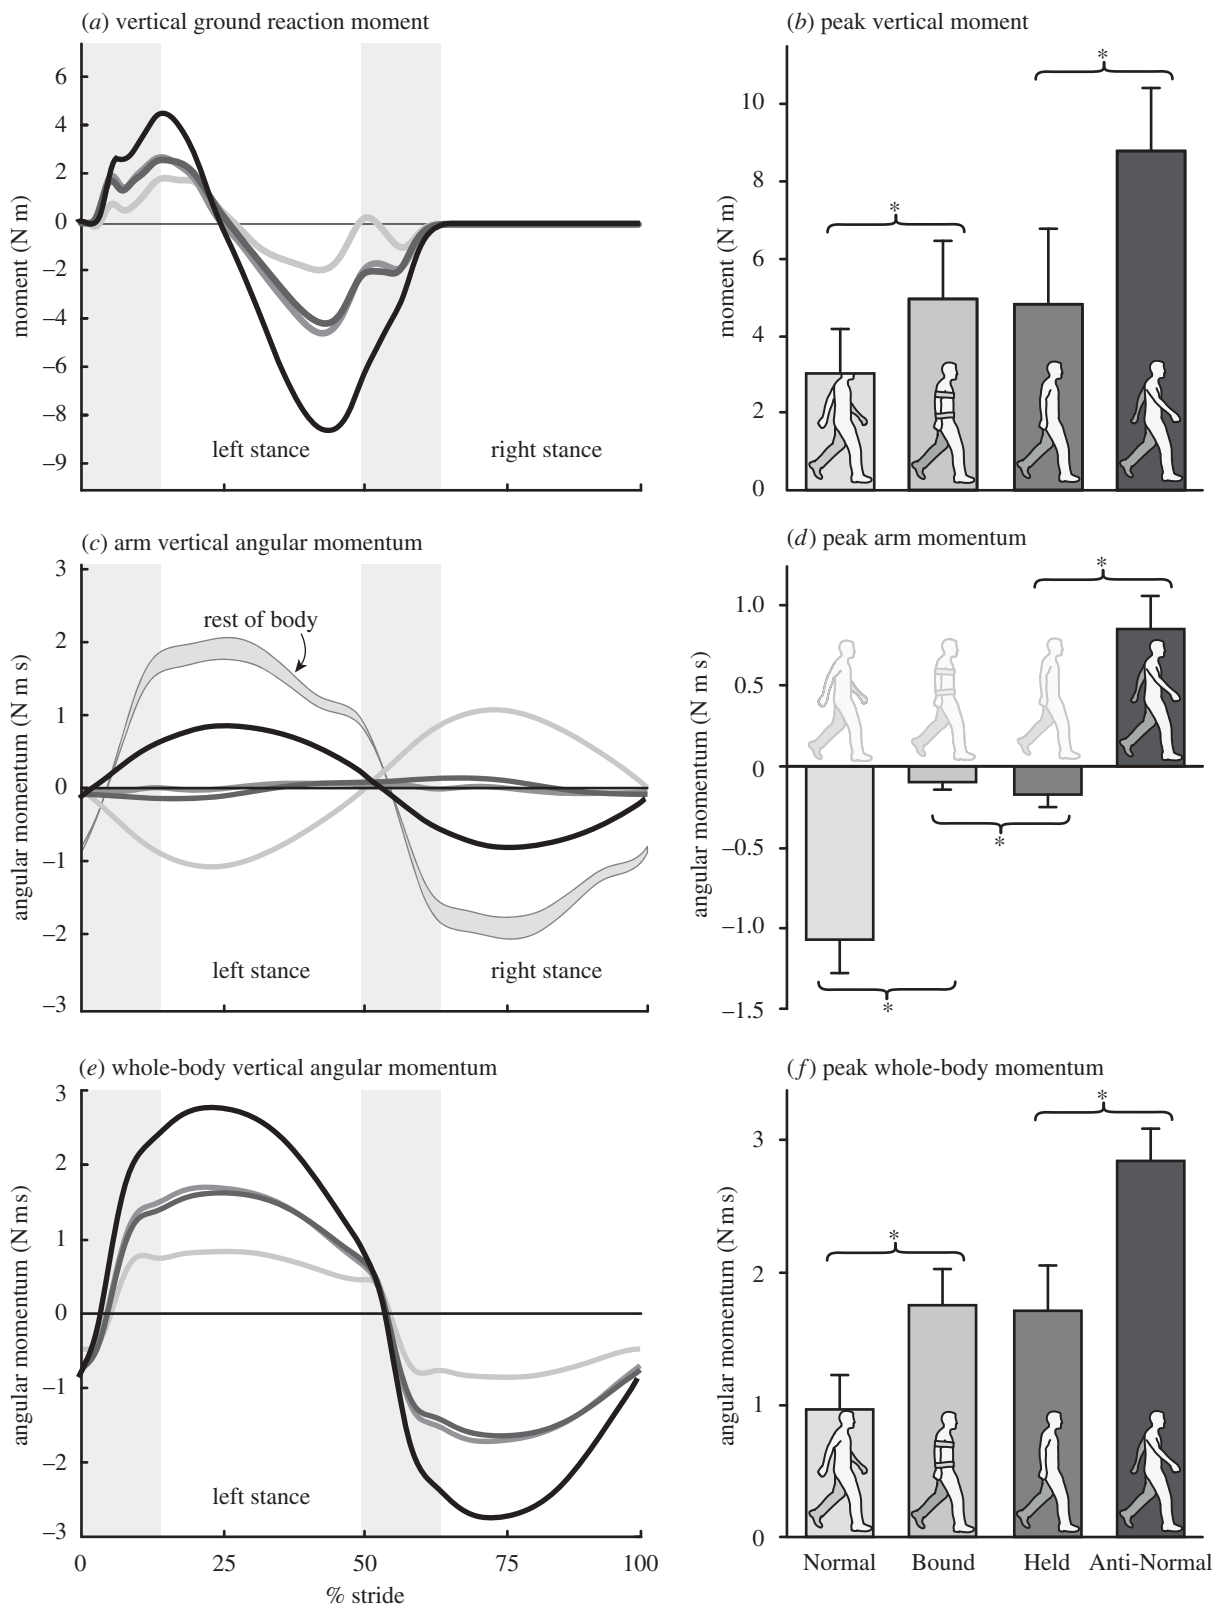 (a) vertical ground reaction moment
6
4
2
0
–2
–4
–6
–8
–9
moment (N m)
left stance
right stance
(b) peak vertical moment
10
8
6
4
2
0
moment (N m)
*
*
(c) arm vertical angular momentum
3
2
1
0
–1
–2
–3
angular momentum (N m s)
rest of body
left stance
right stance
(d) peak arm momentum
1.0
0.5
0
–0.5
–1.0
–1.5
angular momentum (N m s)
*
*
*
(e) whole-body vertical angular momentum
3
2
1
0
–1
–2
–3
angular momentum (N m s)
left stance
0
25
50
75
100
% stride
(f) peak whole-body momentum
3
2
1
0
angular momentum (N m s)
*
*
Normal
Bound
Held
Anti-Normal